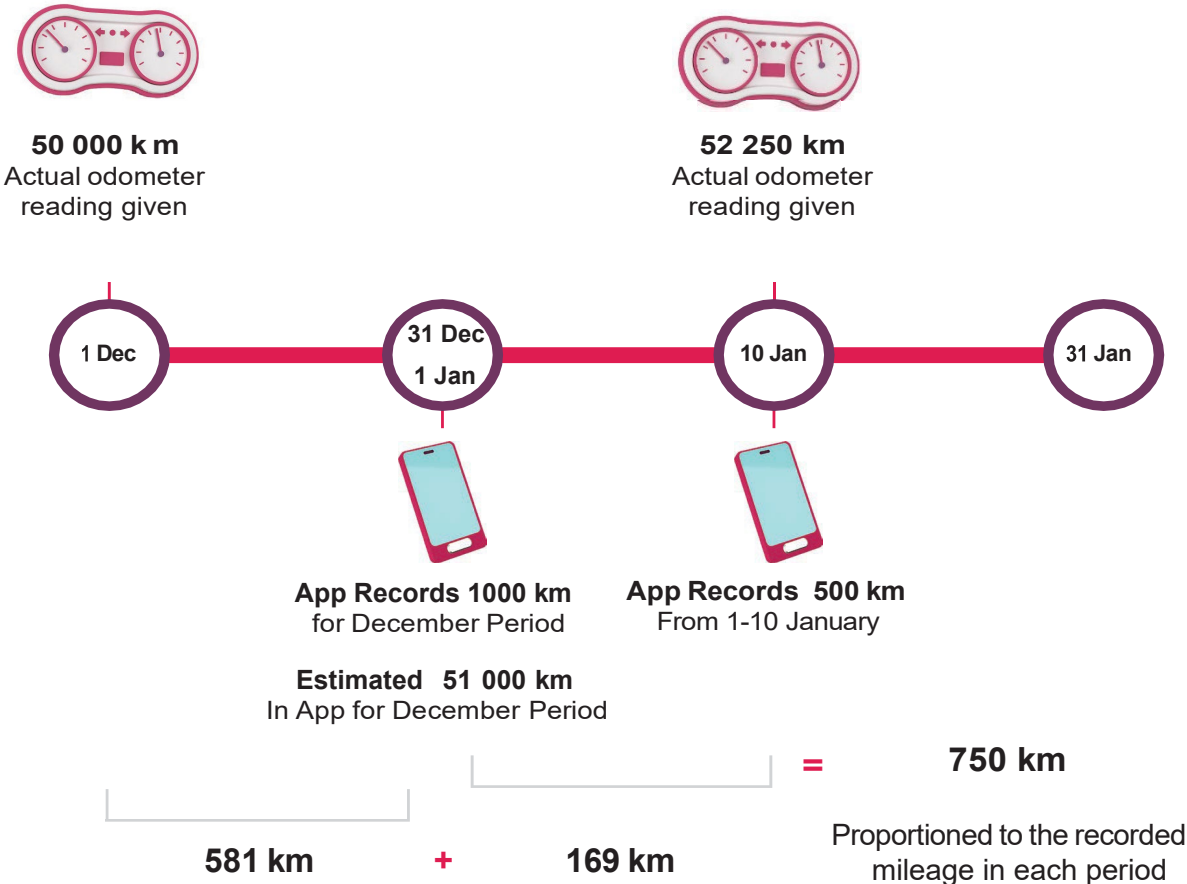 50 000 k m
Actual odometer
reading given
52 250 km
Actual odometer
reading given
1 Dec
31 Dec
1 Jan
10 Jan
31 Jan
App Records 1000 km
for December Period
App Records 500 km
From 1-10 January
Estimated 51 000 km
In App for December Period
= 750 km
581 km + 169 km
Proportioned to the recorded
mileage in each period